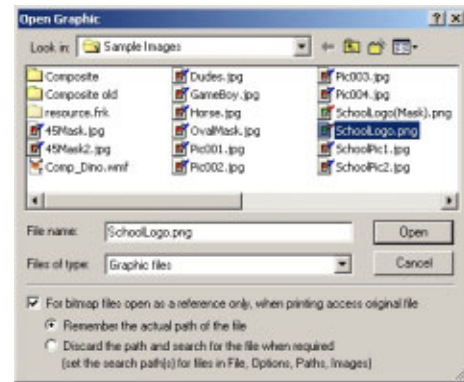 Open Graphic
Look in: Sample Images
Composite Dudes.jpg Pic003.jpg
Composite old GameBoy.jpg Pic004.jpg
resource.frk Horse.jpg SchoolLogo(Mask).png
45Mask.jpg OvalMask.jpg SchoolLogo.png
45Mask2.jpg Pic001.jpg SchoolPic1.jpg
Comp_Dino.wmf Pic002.jpg SchoolPic2.jpg
File name: SchoolLogo.png Open
Files of type: Graphic files Cancel
For bitmap files open as a reference only, when printing access original file
Remember the actual path of the file
Discard the path and search for the file when required
(set the search path(s) for files in File, Options, Paths, Images)